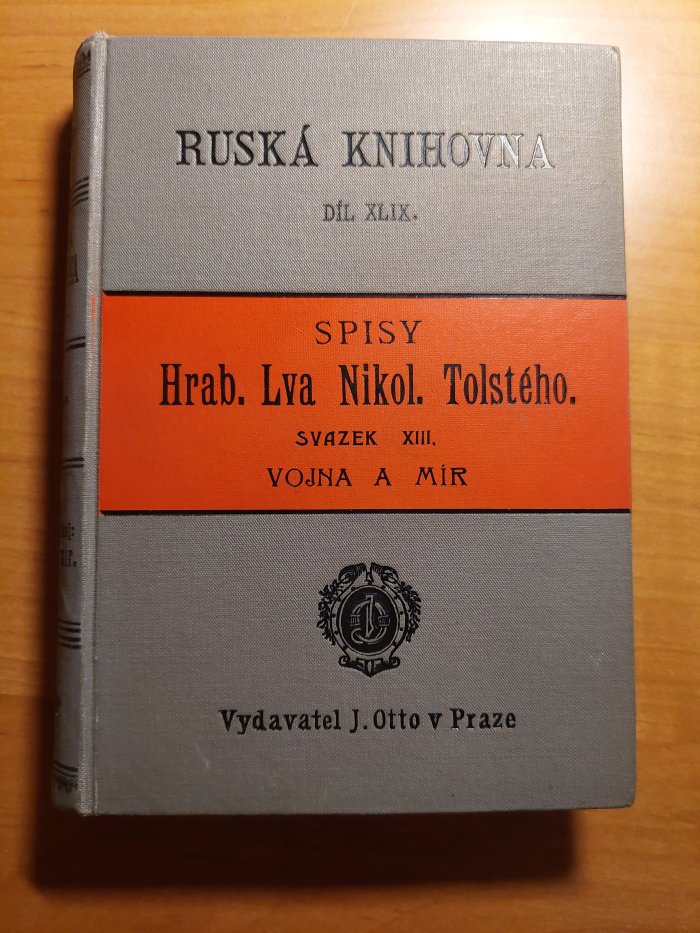 RUSKÁ KNIHOVNA
DÍL XLIX.
SPISY
Hrab. Lva Nikol. Tolstého.
SVAZEK XIII.
VOJNA A MÍR
Vydavatel J. Otto v Praze